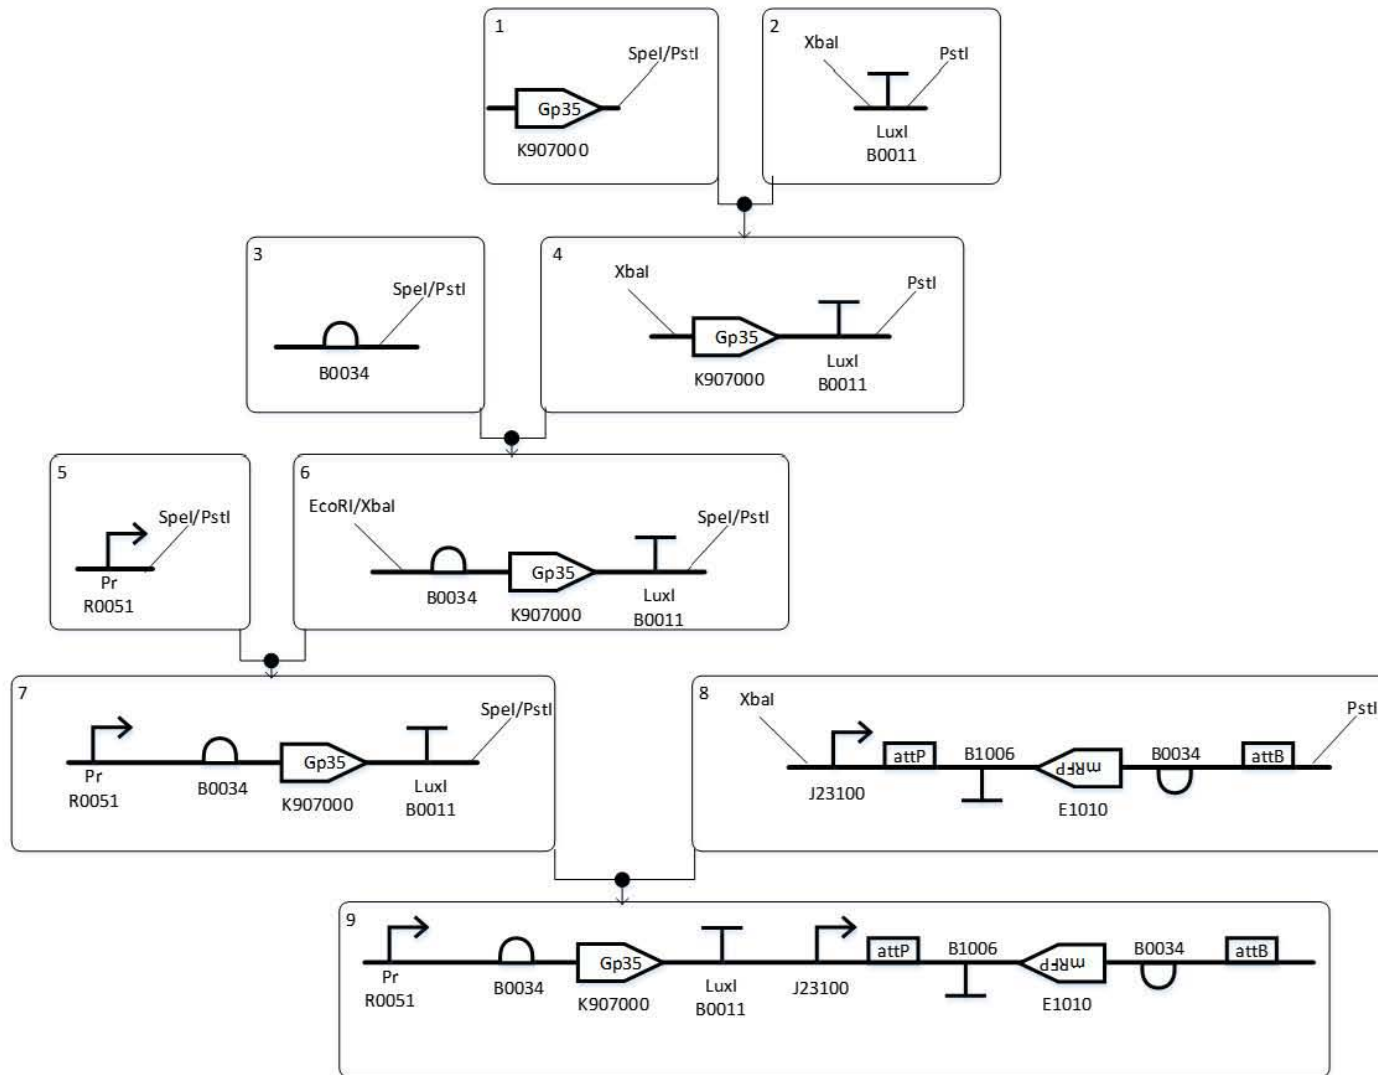 1
SpeI/PstI
Gp35
K907000
2
XbaI
PstI
LuxI
B0011
3
SpeI/PstI
B0034
4
XbaI
PstI
Gp35
K907000
LuxI
B0011
5
SpeI/PstI
Pr
R0051
6
EcoRI/XbaI
SpeI/PstI
Gp35
B0034
K907000
LuxI
B0011
7
SpeI/PstI
Gp35
Pr
R0051
B0034
K907000
LuxI
B0011
8
XbaI
PstI
attP
B1006
mRFP
B0034
attB
J23100
E1010
9
Gp35
attP
B1006
mRFP
B0034
attB
Pr
R0051
B0034
K907000
LuxI
B0011
J23100
E1010